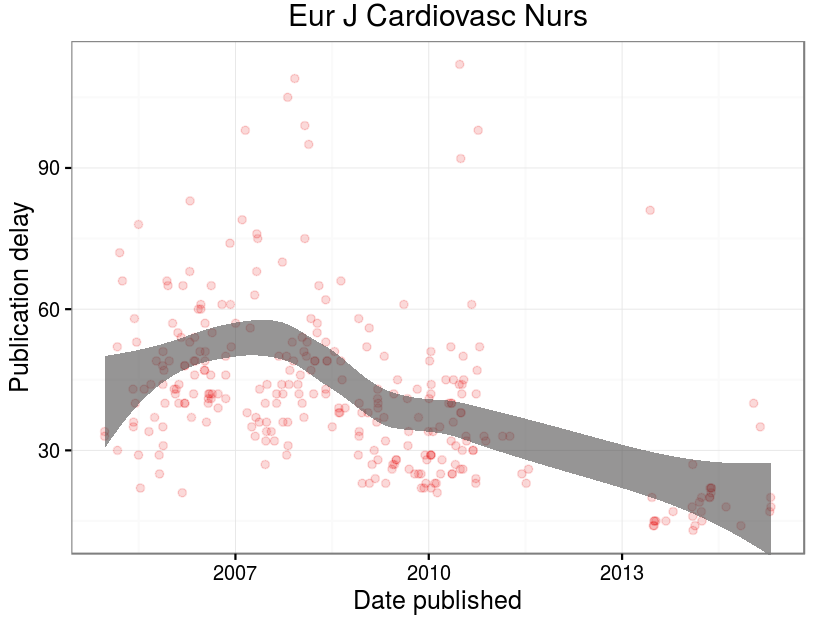 Eur J Cardiovasc Nurs
Publication delay
90
60
30
2007 2010 2013
Date published